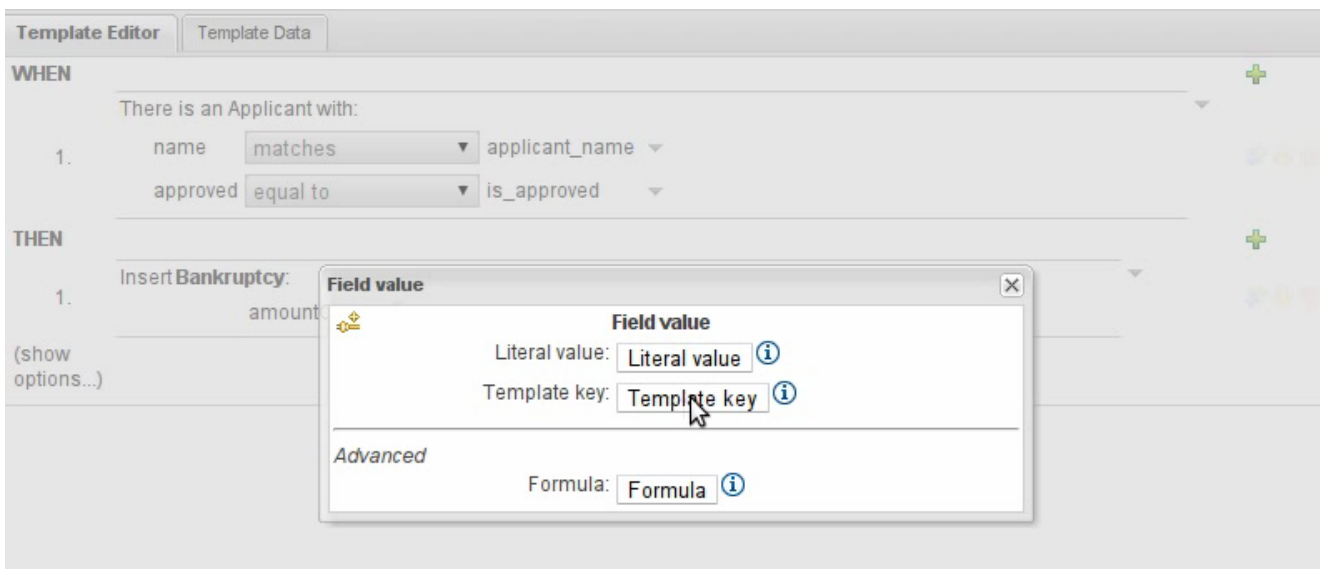 Template Editor Template Data
WHEN
There is an Applicant with:
1.
name matches applicant_name
approved equal to is_approved
THEN
Insert Bankruptcy:
1.
amount
(show
options...)
Field value
Field value
Literal value: Literal value
Template key: Template key
Advanced
Formula: Formula